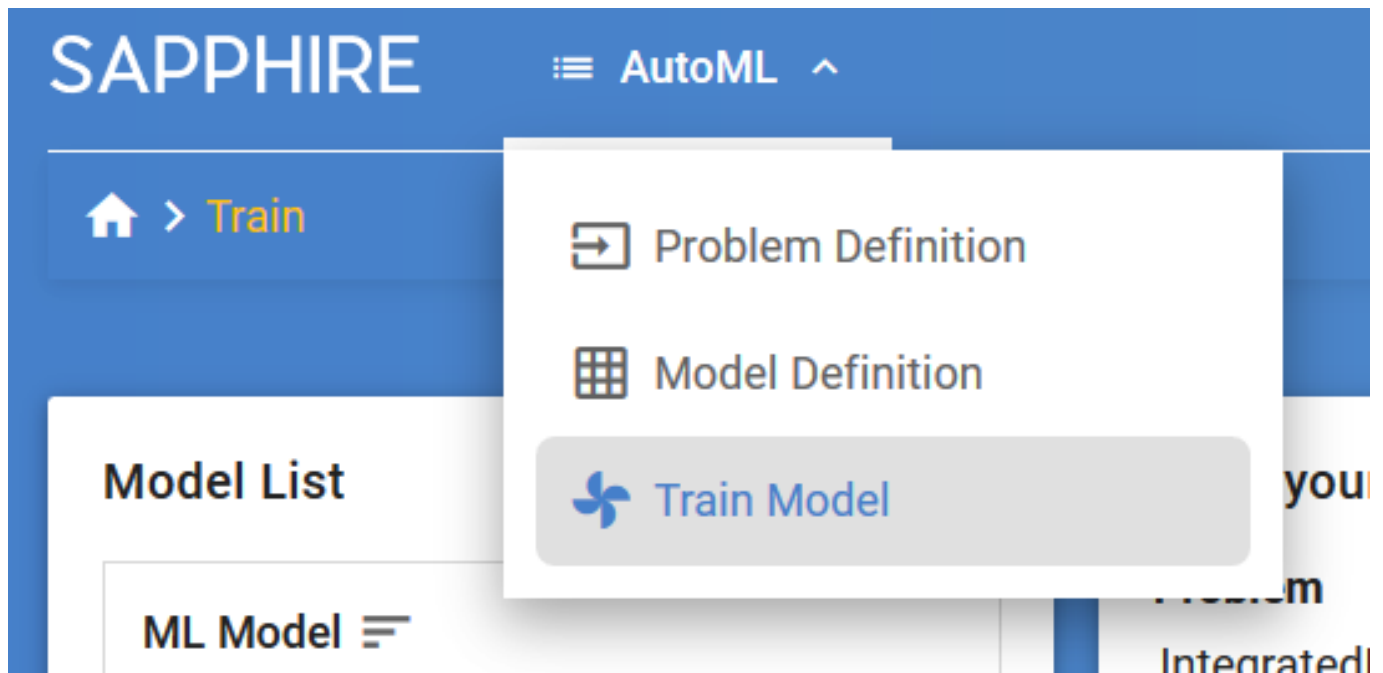 SAPPHIRE
AutoML
Train
Problem Definition
Model Definition
Train Model
Model List
ML Model